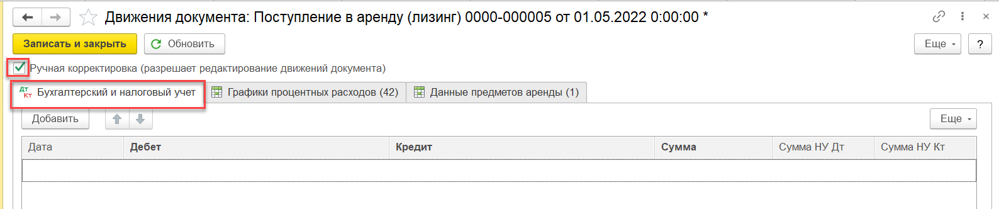 Движения документа: Поступление в аренду (лизинг) 0000-000005 от 01.05.2022 0:00:00 *
Записать и закрыть Обновить Еще ?
Ручная корректировка (разрешает редактирование движений документа)
Дт Кт Бухгалтерский и налоговый учет Графики процентных расходов (42) Данные предметов аренды (1)
Добавить Еще
Дата Дебет Кредит Сумма Сумма НУ Дт Сумма НУ Кт